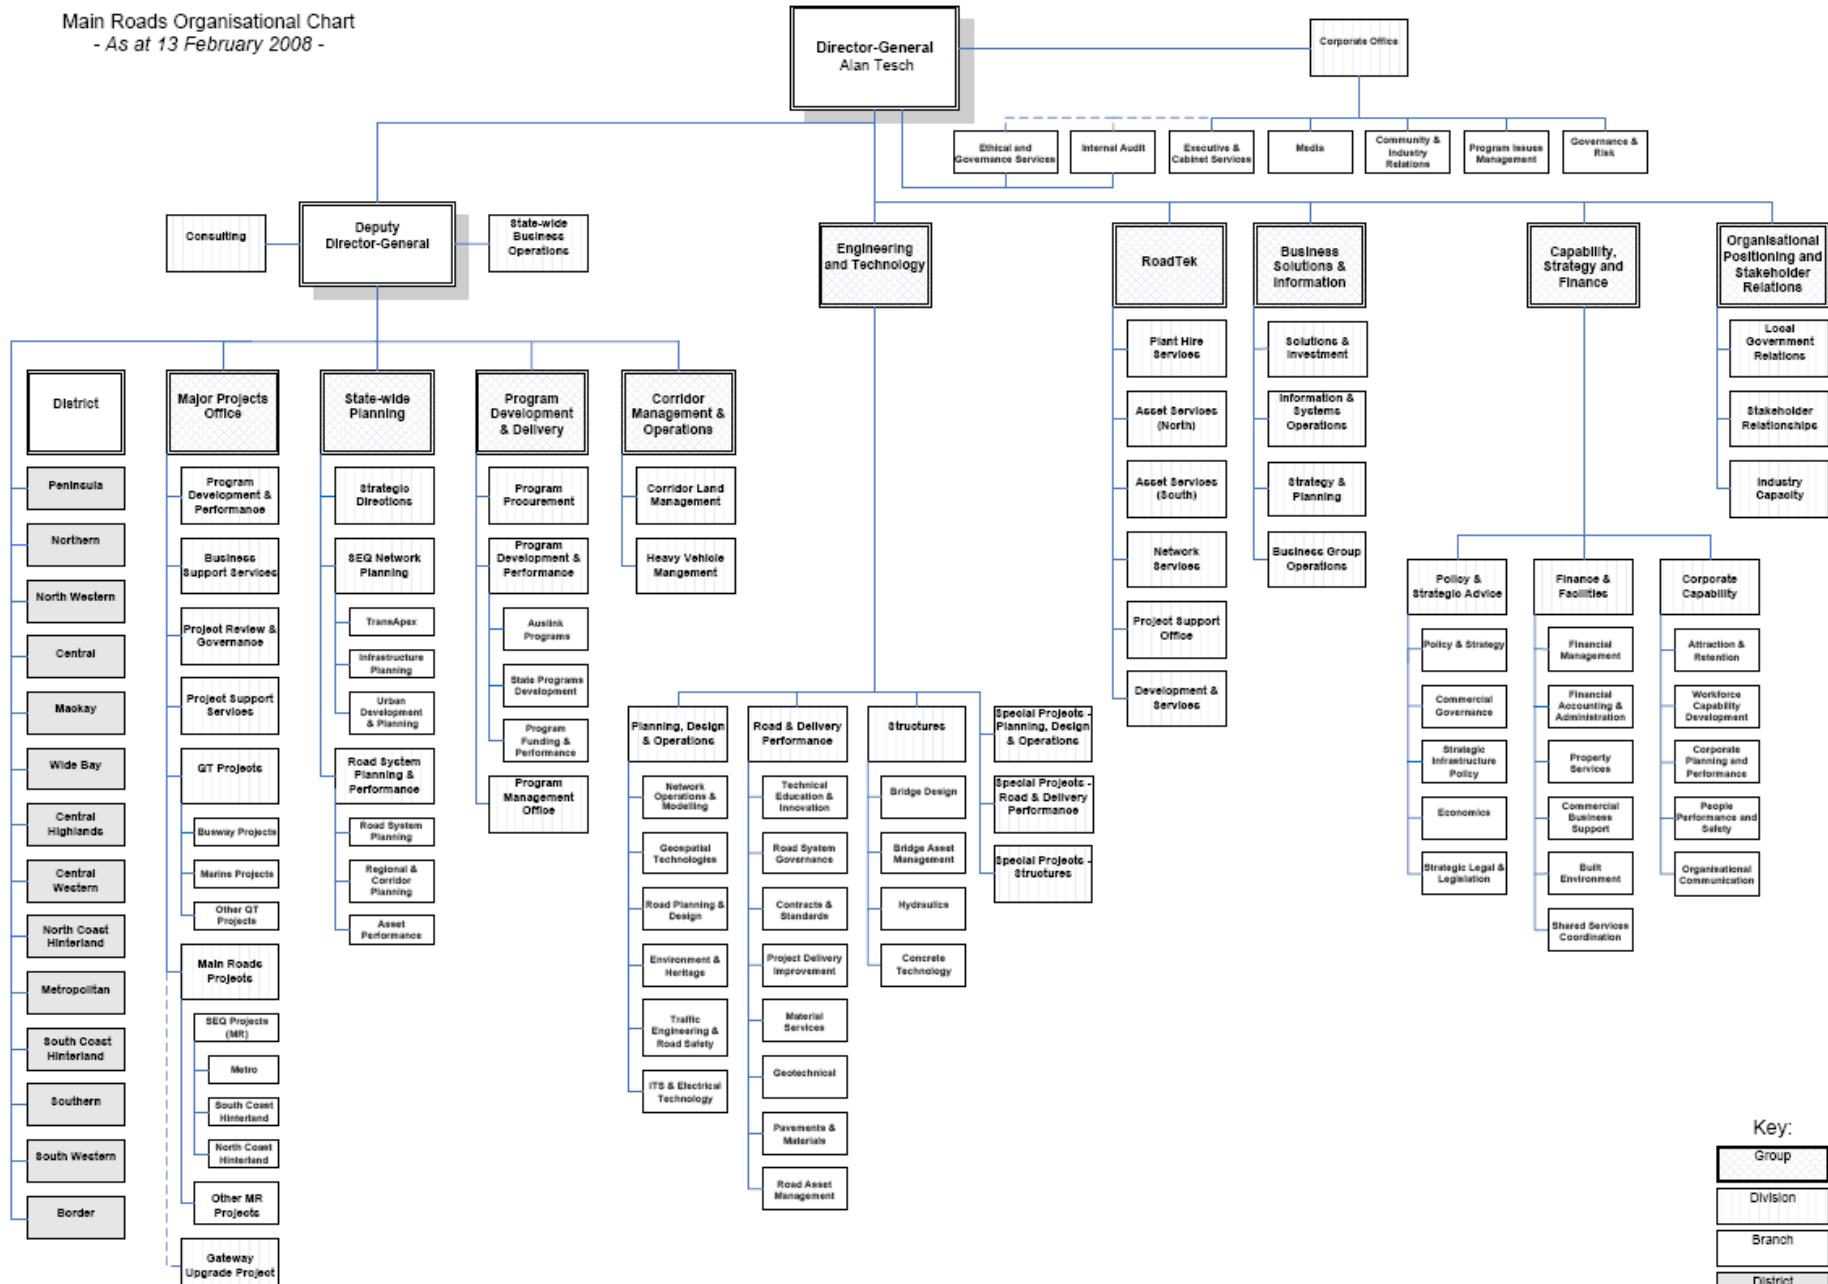 Main Roads Organisational Chart
- As at 13 February 2008 -
Director-General
Alan Tesch
Corporate Office
Ethical and
Governance Services
Internal Audit
Executive &
Cabinet Services
Media
Community &
Industry
Relations
Program Issues
Management
Governance &
Risk
Consulting
Deputy
Director-General
State-wide
Business
Operations
Engineering
and Technology
RoadTek
Business
Solutions &
Information
Capability,
Strategy and
Finance
Organisational
Positioning and
Stakeholder
Relations
District
Peninsula
Northern
North Western
Central
Mackay
Wide Bay
Central
Highlands
Central
Western
North Coast
Hinterland
Metropolitan
South Coast
Hinterland
Southern
South Western
Border
Major Projects
Office
Program
Development &
Performance
Business
Support Services
Project Review &
Governance
Project Support
Services
QT Projects
Busway Projects
Marine Projects
Other QT
Projects
Main Roads
Projects
SEQ Projects
(MR)
Metro
South Coast
Hinterland
North Coast
Hinterland
Other MR
Projects
Gateway
Upgrade Project
State-wide
Planning
Strategic
Directions
SEQ Network
Planning
TransApex
Infrastructure
Planning
Urban
Development
& Planning
Road System
Planning &
Performance
Road System
Planning
Regional &
Corridor
Planning
Asset
Performance
Program
Development
& Delivery
Program
Procurement
Program
Development &
Performance
Auslink
Programs
State Programs
Development
Program
Funding &
Performance
Program
Management
Office
Corridor
Management &
Operations
Corridor Land
Management
Heavy Vehicle
Mangement
Planning, Design
& Operations
Network
Operations &
Modelling
Geospatial
Technologies
Road Planning &
Design
Environment &
Heritage
Traffic
Engineering &
Road Safety
ITS & Electrical
Technology
Road & Delivery
Performance
Technical
Education &
Innovation
Road System
Governance
Contracts &
Standards
Project Delivery
Improvement
Material
Services
Geotechnical
Pavements &
Materials
Road Asset
Management
Structures
Bridge Design
Bridge Asset
Management
Hydraulics
Concrete
Technology
Special Projects -
Planning, Design
& Operations
Special Projects -
Road & Delivery
Performance
Special Projects -
Structures
Plant Hire
Services
Asset Services
(North)
Asset Services
(South)
Network
Services
Project Support
Office
Development &
Services
Solutions &
Investment
Information &
Systems
Operations
Strategy &
Planning
Business Group
Operations
Policy &
Strategic Advice
Policy & Strategy
Commercial
Governance
Strategic
Infrastructure
Policy
Economics
Strategic Legal &
Legislation
Finance &
Facilities
Financial
Management
Financial
Accounting &
Administration
Property
Services
Commercial
Business
Support
Built
Environment
Shared Services
Coordination
Corporate
Capability
Attraction &
Retention
Workforce
Capability
Development
Corporate
Planning and
Performance
People
Performance and
Safety
Organisational
Communication
Local
Government
Relations
Stakeholder
Relationships
Industry
Capacity
Key:
Group
Division
Branch
District